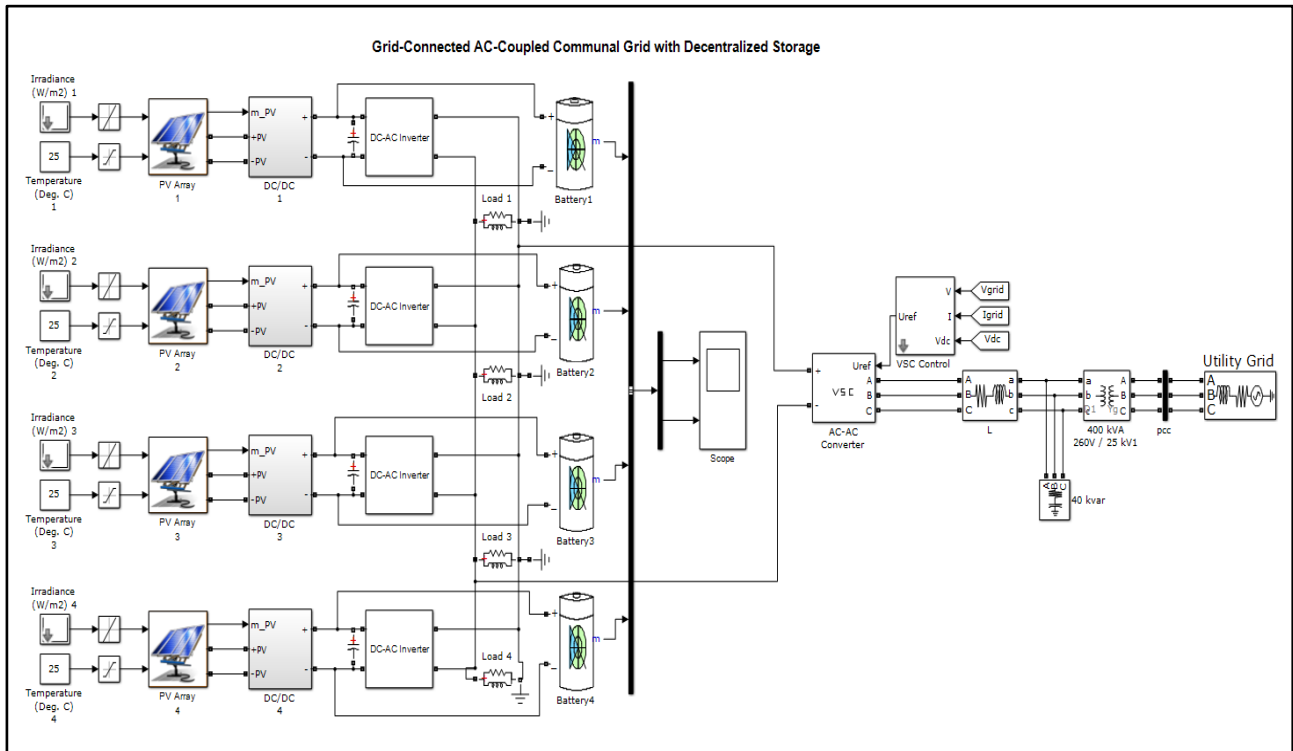 Grid-Connected AC-Coupled Communal Grid with Decentralized Storage
Irradiance
(W/m2) 1
25
Temperature
(Deg. C)
1
PV Array
1
m_PV
+PV
-PV
+
-
DC/DC
1
DC-AC Inverter
Load 1
+
-
m
Battery1
Irradiance
(W/m2) 2
25
Temperature
(Deg. C)
2
PV Array
2
m_PV
+PV
-PV
+
-
DC/DC
2
DC-AC Inverter
Load 2
+
-
m
Battery2
Irradiance
(W/m2) 3
25
Temperature
(Deg. C)
3
PV Array
3
m_PV
+PV
-PV
+
-
DC/DC
3
DC-AC Inverter
Load 3
+
-
m
Battery3
Irradiance
(W/m2) 4
25
Temperature
(Deg. C)
4
PV Array
4
m_PV
+PV
-PV
+
-
DC/DC
4
DC-AC Inverter
Load 4
+
-
m
Battery4
Scope
V
I
Vdc
Uref
VSC Control
Vgrid
Igrid
Vdc
+
-
Uref
VSC
A
B
C
AC-AC
Converter
A
B
C
a
b
c
L
a
b
c
A
B
C
Yg
400 kVA
260V / 25 kV1
pcc
Utility Grid
A
B
C
A
B
C
40 kvar